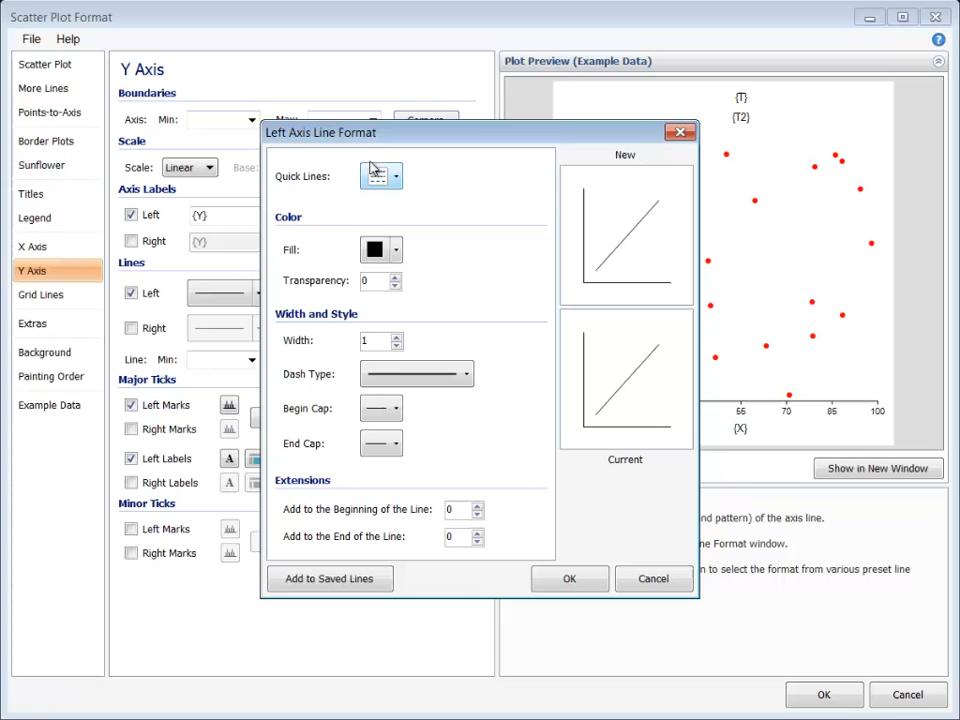 Scatter Plot Format
File Help
Scatter Plot
More Lines
Points-to-Axis
Border Plots
Sunflower
Titles
Legend
X Axis
Y Axis
Grid Lines
Extras
Background
Painting Order
Example Data
Y Axis
Boundaries
Axis: Min:
Scale
Scale: Linear Base:
Axis Labels
Left {Y}
Right {Y}
Lines
Left
Right
Line: Min:
Major Ticks
Left Marks
Right Marks
Left Labels A
Right Labels A
Minor Ticks
Left Marks
Right Marks
Left Axis Line Format
Quick Lines:
Color
Fill:
Transparency: 0
Width and Style
Width: 1
Dash Type:
Begin Cap:
End Cap:
Extensions
Add to the Beginning of the Line: 0
Add to the End of the Line: 0
Add to Saved Lines
OK
Cancel
New
Current
Plot Preview (Example Data)
{T}
{T2}
55 70 85 100
{X}
Show in New Window
nd pattern) of the axis line.
ne Format window.
n to select the format from various preset line
OK
Cancel